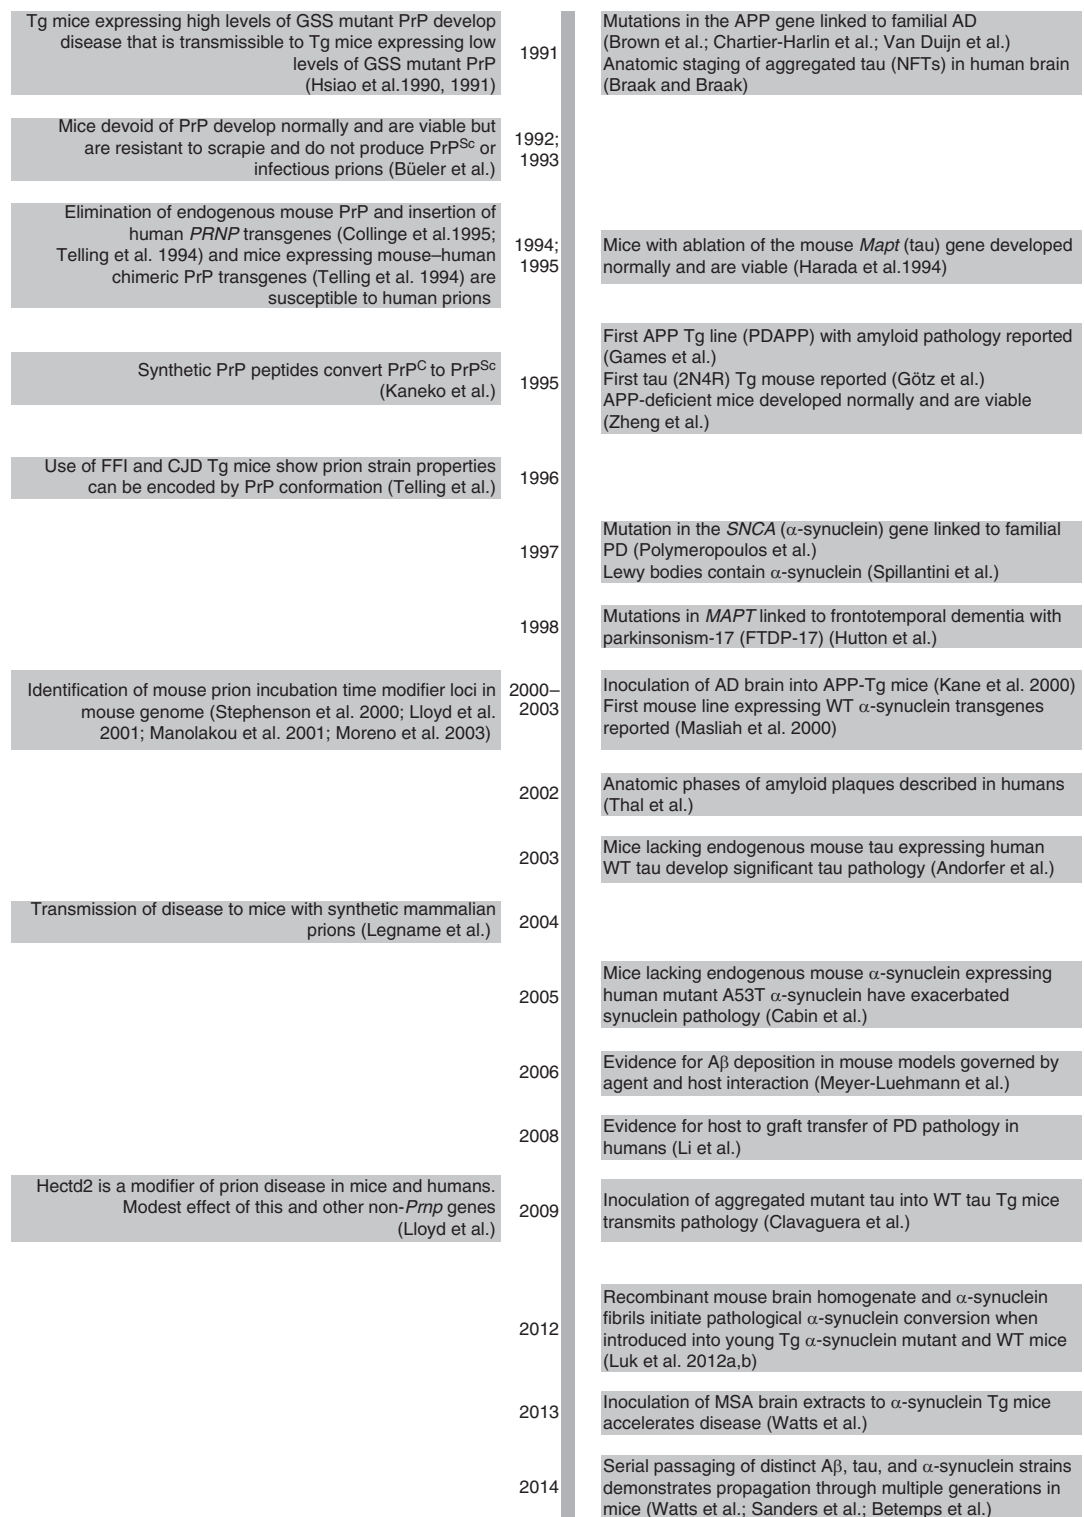 Tg mice expressing high levels of GSS mutant PrP develop
disease that is transmissible to Tg mice expressing low
levels of GSS mutant PrP
(Hsiao et al.1990, 1991)
1991
Mutations in the APP gene linked to familial AD
(Brown et al.; Chartier-Harlin et al.; Van Duijn et al.)
Anatomic staging of aggregated tau (NFTs) in human brain
(Braak and Braak)
Mice devoid of PrP develop normally and are viable but
are resistant to scrapie and do not produce PrPSc or
infectious prions (Büeler et al.)
1992;
1993
Elimination of endogenous mouse PrP and insertion of
human PRNP transgenes (Collinge et al.1995;
Telling et al. 1994) and mice expressing mouse–human
chimeric PrP transgenes (Telling et al. 1994) are
susceptible to human prions
1994;
1995
Mice with ablation of the mouse Mapt (tau) gene developed
normally and are viable (Harada et al.1994)
Synthetic PrP peptides convert PrPC to PrPSc
(Kaneko et al.)
1995
First APP Tg line (PDAPP) with amyloid pathology reported
(Games et al.)
First tau (2N4R) Tg mouse reported (Götz et al.)
APP-deficient mice developed normally and are viable
(Zheng et al.)
Use of FFI and CJD Tg mice show prion strain properties
can be encoded by PrP conformation (Telling et al.)
1996
1997
Mutation in the SNCA (α-synuclein) gene linked to familial
PD (Polymeropoulos et al.)
Lewy bodies contain α-synuclein (Spillantini et al.)
1998
Mutations in MAPT linked to frontotemporal dementia with
parkinsonism-17 (FTDP-17) (Hutton et al.)
Identification of mouse prion incubation time modifier loci in
mouse genome (Stephenson et al. 2000; Lloyd et al.
2001; Manolakou et al. 2001; Moreno et al. 2003)
2000–
2003
Inoculation of AD brain into APP-Tg mice (Kane et al. 2000)
First mouse line expressing WT α-synuclein transgenes
reported (Masliah et al. 2000)
2002
Anatomic phases of amyloid plaques described in humans
(Thal et al.)
2003
Mice lacking endogenous mouse tau expressing human
WT tau develop significant tau pathology (Andorfer et al.)
Transmission of disease to mice with synthetic mammalian
prions (Legname et al.)
2004
2005
Mice lacking endogenous mouse α-synuclein expressing
human mutant A53T α-synuclein have exacerbated
synuclein pathology (Cabin et al.)
2006
Evidence for Aβ deposition in mouse models governed by
agent and host interaction (Meyer-Luehmann et al.)
2008
Evidence for host to graft transfer of PD pathology in
humans (Li et al.)
Hectd2 is a modifier of prion disease in mice and humans.
Modest effect of this and other non-Prnp genes
(Lloyd et al.)
2009
Inoculation of aggregated mutant tau into WT tau Tg mice
transmits pathology (Clavaguera et al.)
2012
Recombinant mouse brain homogenate and α-synuclein
fibrils initiate pathological α-synuclein conversion when
introduced into young Tg α-synuclein mutant and WT mice
(Luk et al. 2012a,b)
2013
Inoculation of MSA brain extracts to α-synuclein Tg mice
accelerates disease (Watts et al.)
2014
Serial passaging of distinct Aβ, tau, and α-synuclein strains
demonstrates propagation through multiple generations in
mice (Watts et al.; Sanders et al.; Betemps et al.)